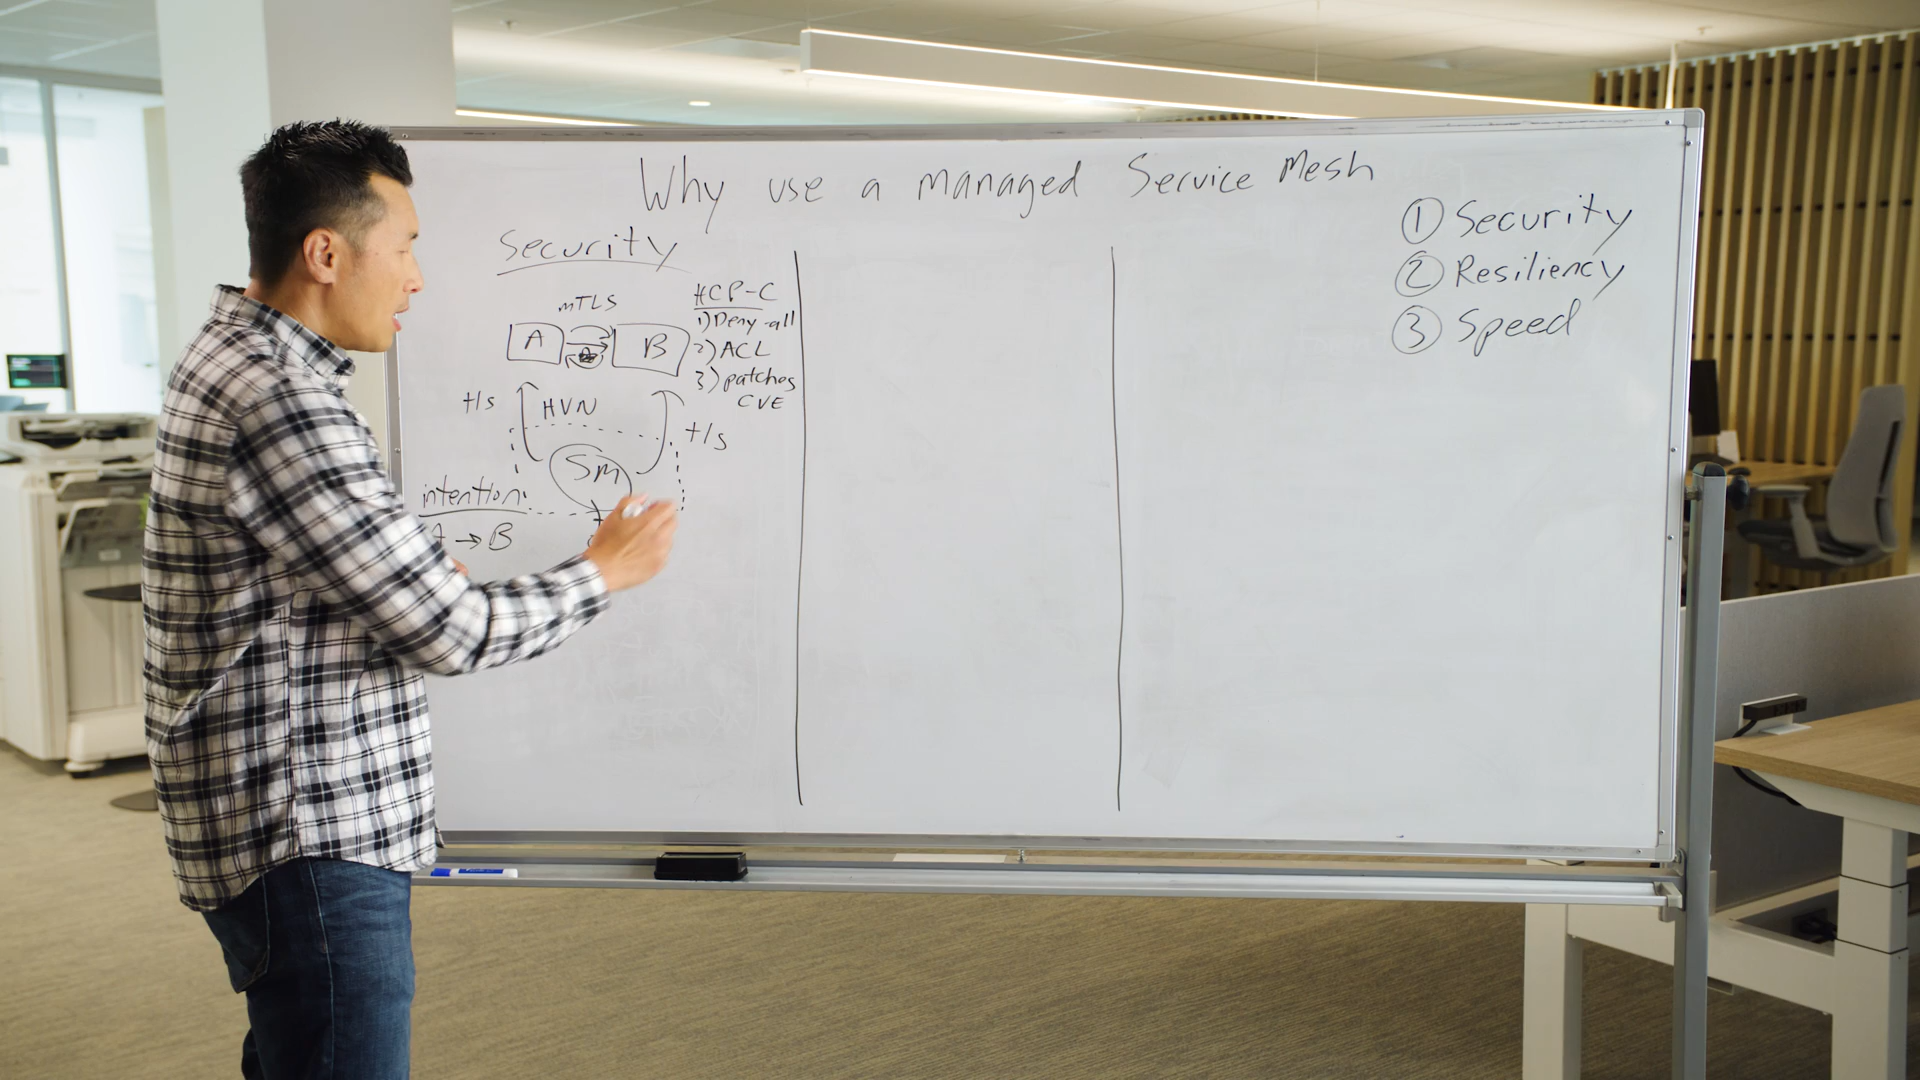 Why use a managed Service Mesh
① Security
② Resiliency
③ Speed
Security
mTLS
A
B
HCP-C
1) Deny-all
2) ACL
3) patches
CVE
tls
HVN
tls
SM
intention:
A → B